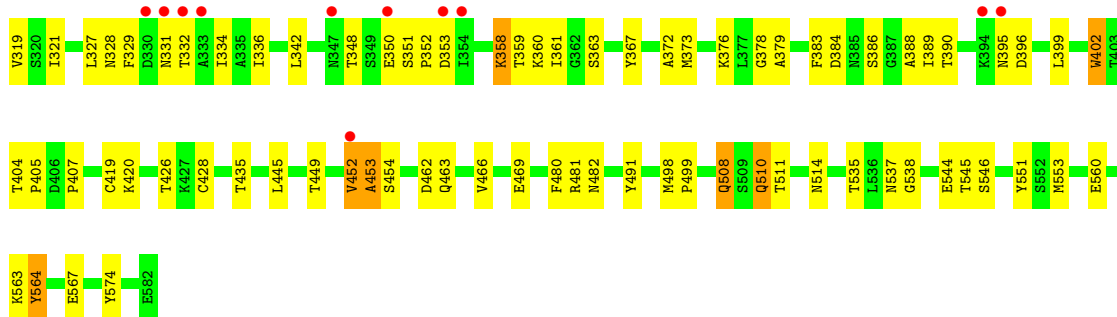 V319 S320 I321 L327 N328 F329 D330 N331 T332 A333 I334 A335 I336 L342 N347 T348 S349 E350 S351 P352 D353 I354 K358 T359 K360 I361 G362 S363 Y367 A372 M373 K376 L377 G378 A379 F383 D384 N385 S386 G387 A388 I389 T390 K394 N395 D396 L399 W402 T403
T404 P405 D406 P407 C419 K420 T426 K427 C428 T435 L445 T449 V452 A453 S454 D462 Q463 V466 E469 F480 R481 N482 Y491 M498 P499 Q508 S509 Q510 T511 N514 T535 L536 N537 G538 E544 T545 S546 Y551 S552 M553 E560
K563 Y564 E567 Y574 E582